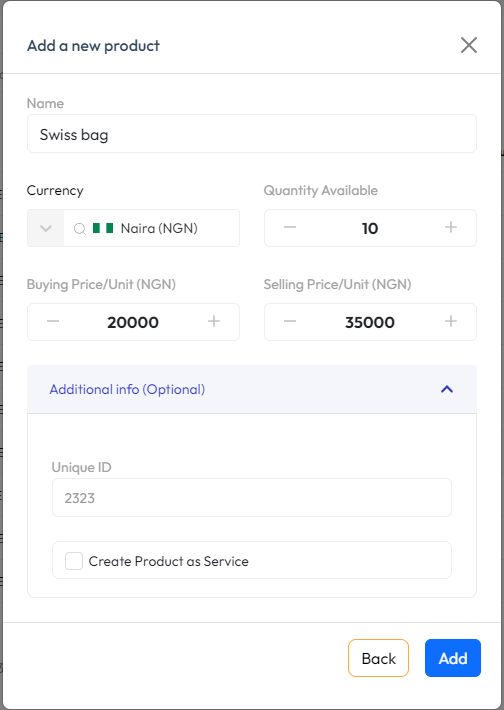 Add a new product
Name
Swiss bag
Currency
Quantity Available
Naira (NGN)
10
Buying Price/Unit (NGN)
Selling Price/Unit (NGN)
20000
35000
Additional info (Optional)
Unique ID
2323
Create Product as Service
Back
Add